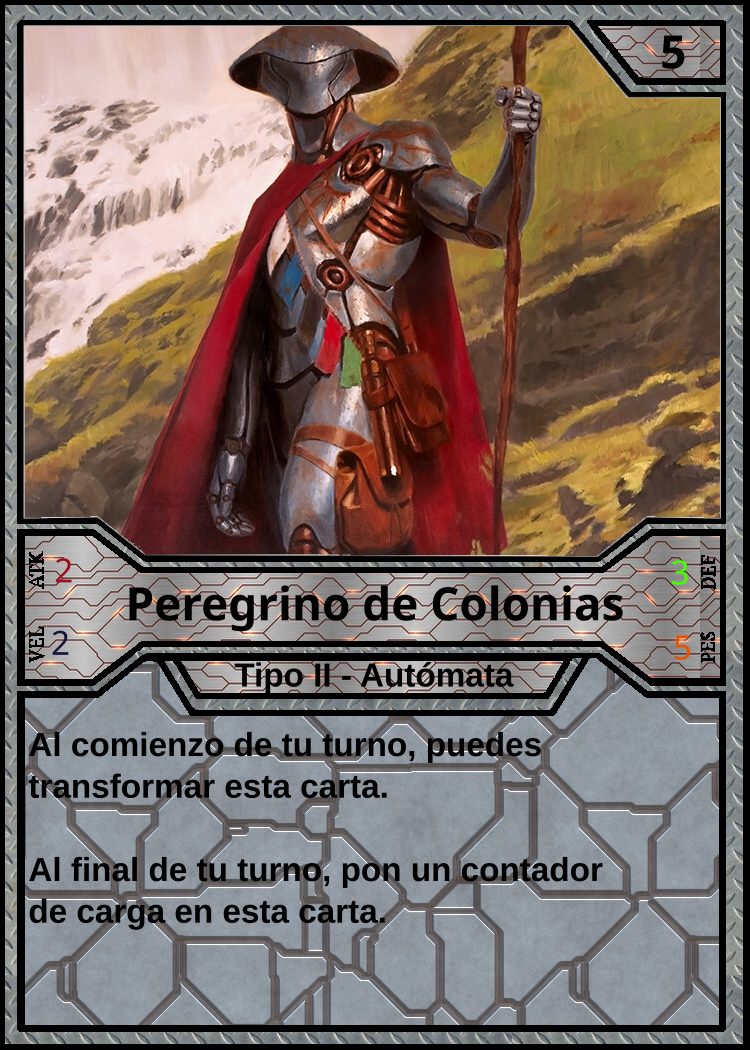 5
ATK 2
3 DEF
Peregrino de Colonias
VEL 2
5 PES
Tipo II - Autómata
Al comienzo de tu turno, puedes
transformar esta carta.
Al final de tu turno, pon un contador
de carga en esta carta.